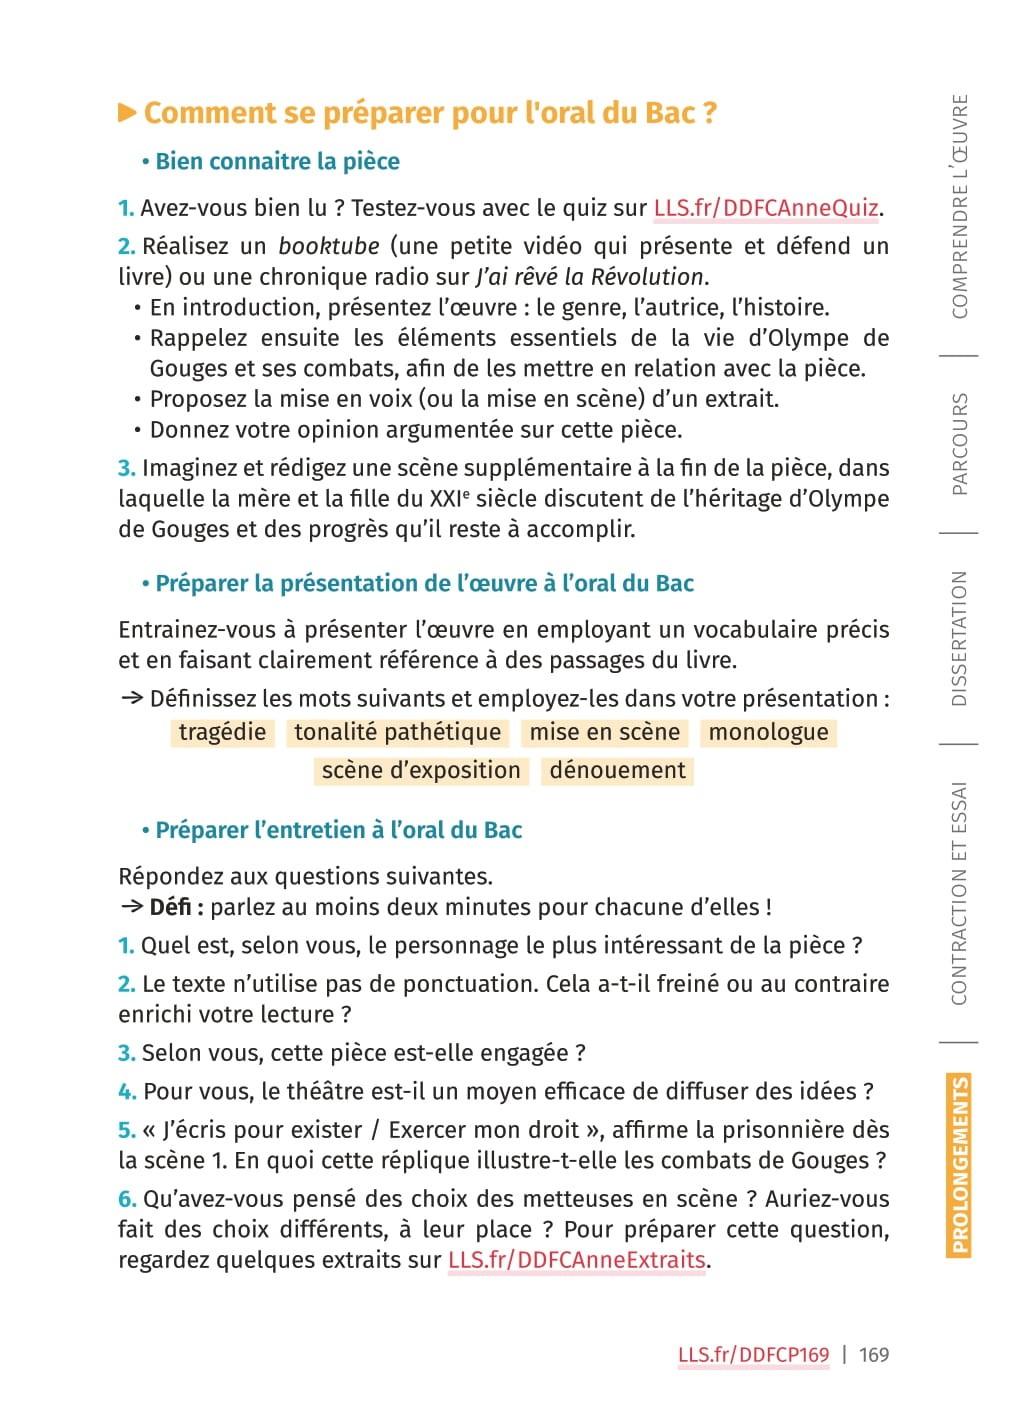 ▶ Comment se préparer pour l'oral du Bac ?
• Bien connaitre la pièce
1. Avez-vous bien lu ? Testez-vous avec le quiz sur LLS.fr/DDFCAnneQuiz.
2. Réalisez un booktube (une petite vidéo qui présente et défend un
livre) ou une chronique radio sur J’ai rêvé la Révolution.
• En introduction, présentez l’œuvre : le genre, l’autrice, l’histoire.
• Rappelez ensuite les éléments essentiels de la vie d’Olympe de
Gouges et ses combats, afin de les mettre en relation avec la pièce.
• Proposez la mise en voix (ou la mise en scène) d’un extrait.
• Donnez votre opinion argumentée sur cette pièce.
3. Imaginez et rédigez une scène supplémentaire à la fin de la pièce, dans
laquelle la mère et la fille du XXIe siècle discutent de l’héritage d’Olympe
de Gouges et des progrès qu’il reste à accomplir.
• Préparer la présentation de l’œuvre à l’oral du Bac
Entrainez-vous à présenter l’œuvre en employant un vocabulaire précis
et en faisant clairement référence à des passages du livre.
→ Définissez les mots suivants et employez-les dans votre présentation :
tragédie tonalité pathétique mise en scène monologue
scène d’exposition dénouement
• Préparer l’entretien à l’oral du Bac
Répondez aux questions suivantes.
→ Défi : parlez au moins deux minutes pour chacune d’elles !
1. Quel est, selon vous, le personnage le plus intéressant de la pièce ?
2. Le texte n’utilise pas de ponctuation. Cela a-t-il freiné ou au contraire
enrichi votre lecture ?
3. Selon vous, cette pièce est-elle engagée ?
4. Pour vous, le théâtre est-il un moyen efficace de diffuser des idées ?
5. « J’écris pour exister / Exercer mon droit », affirme la prisonnière dès
la scène 1. En quoi cette réplique illustre-t-elle les combats de Gouges ?
6. Qu’avez-vous pensé des choix des metteuses en scène ? Auriez-vous
fait des choix différents, à leur place ? Pour préparer cette question,
regardez quelques extraits sur LLS.fr/DDFCAnneExtraits.
LLS.fr/DDFCP169 | 169
COMPRENDRE L’ŒUVRE
PARCOURS
DISSERTATION
CONTRACTION ET ESSAI
PROLONGEMENTS